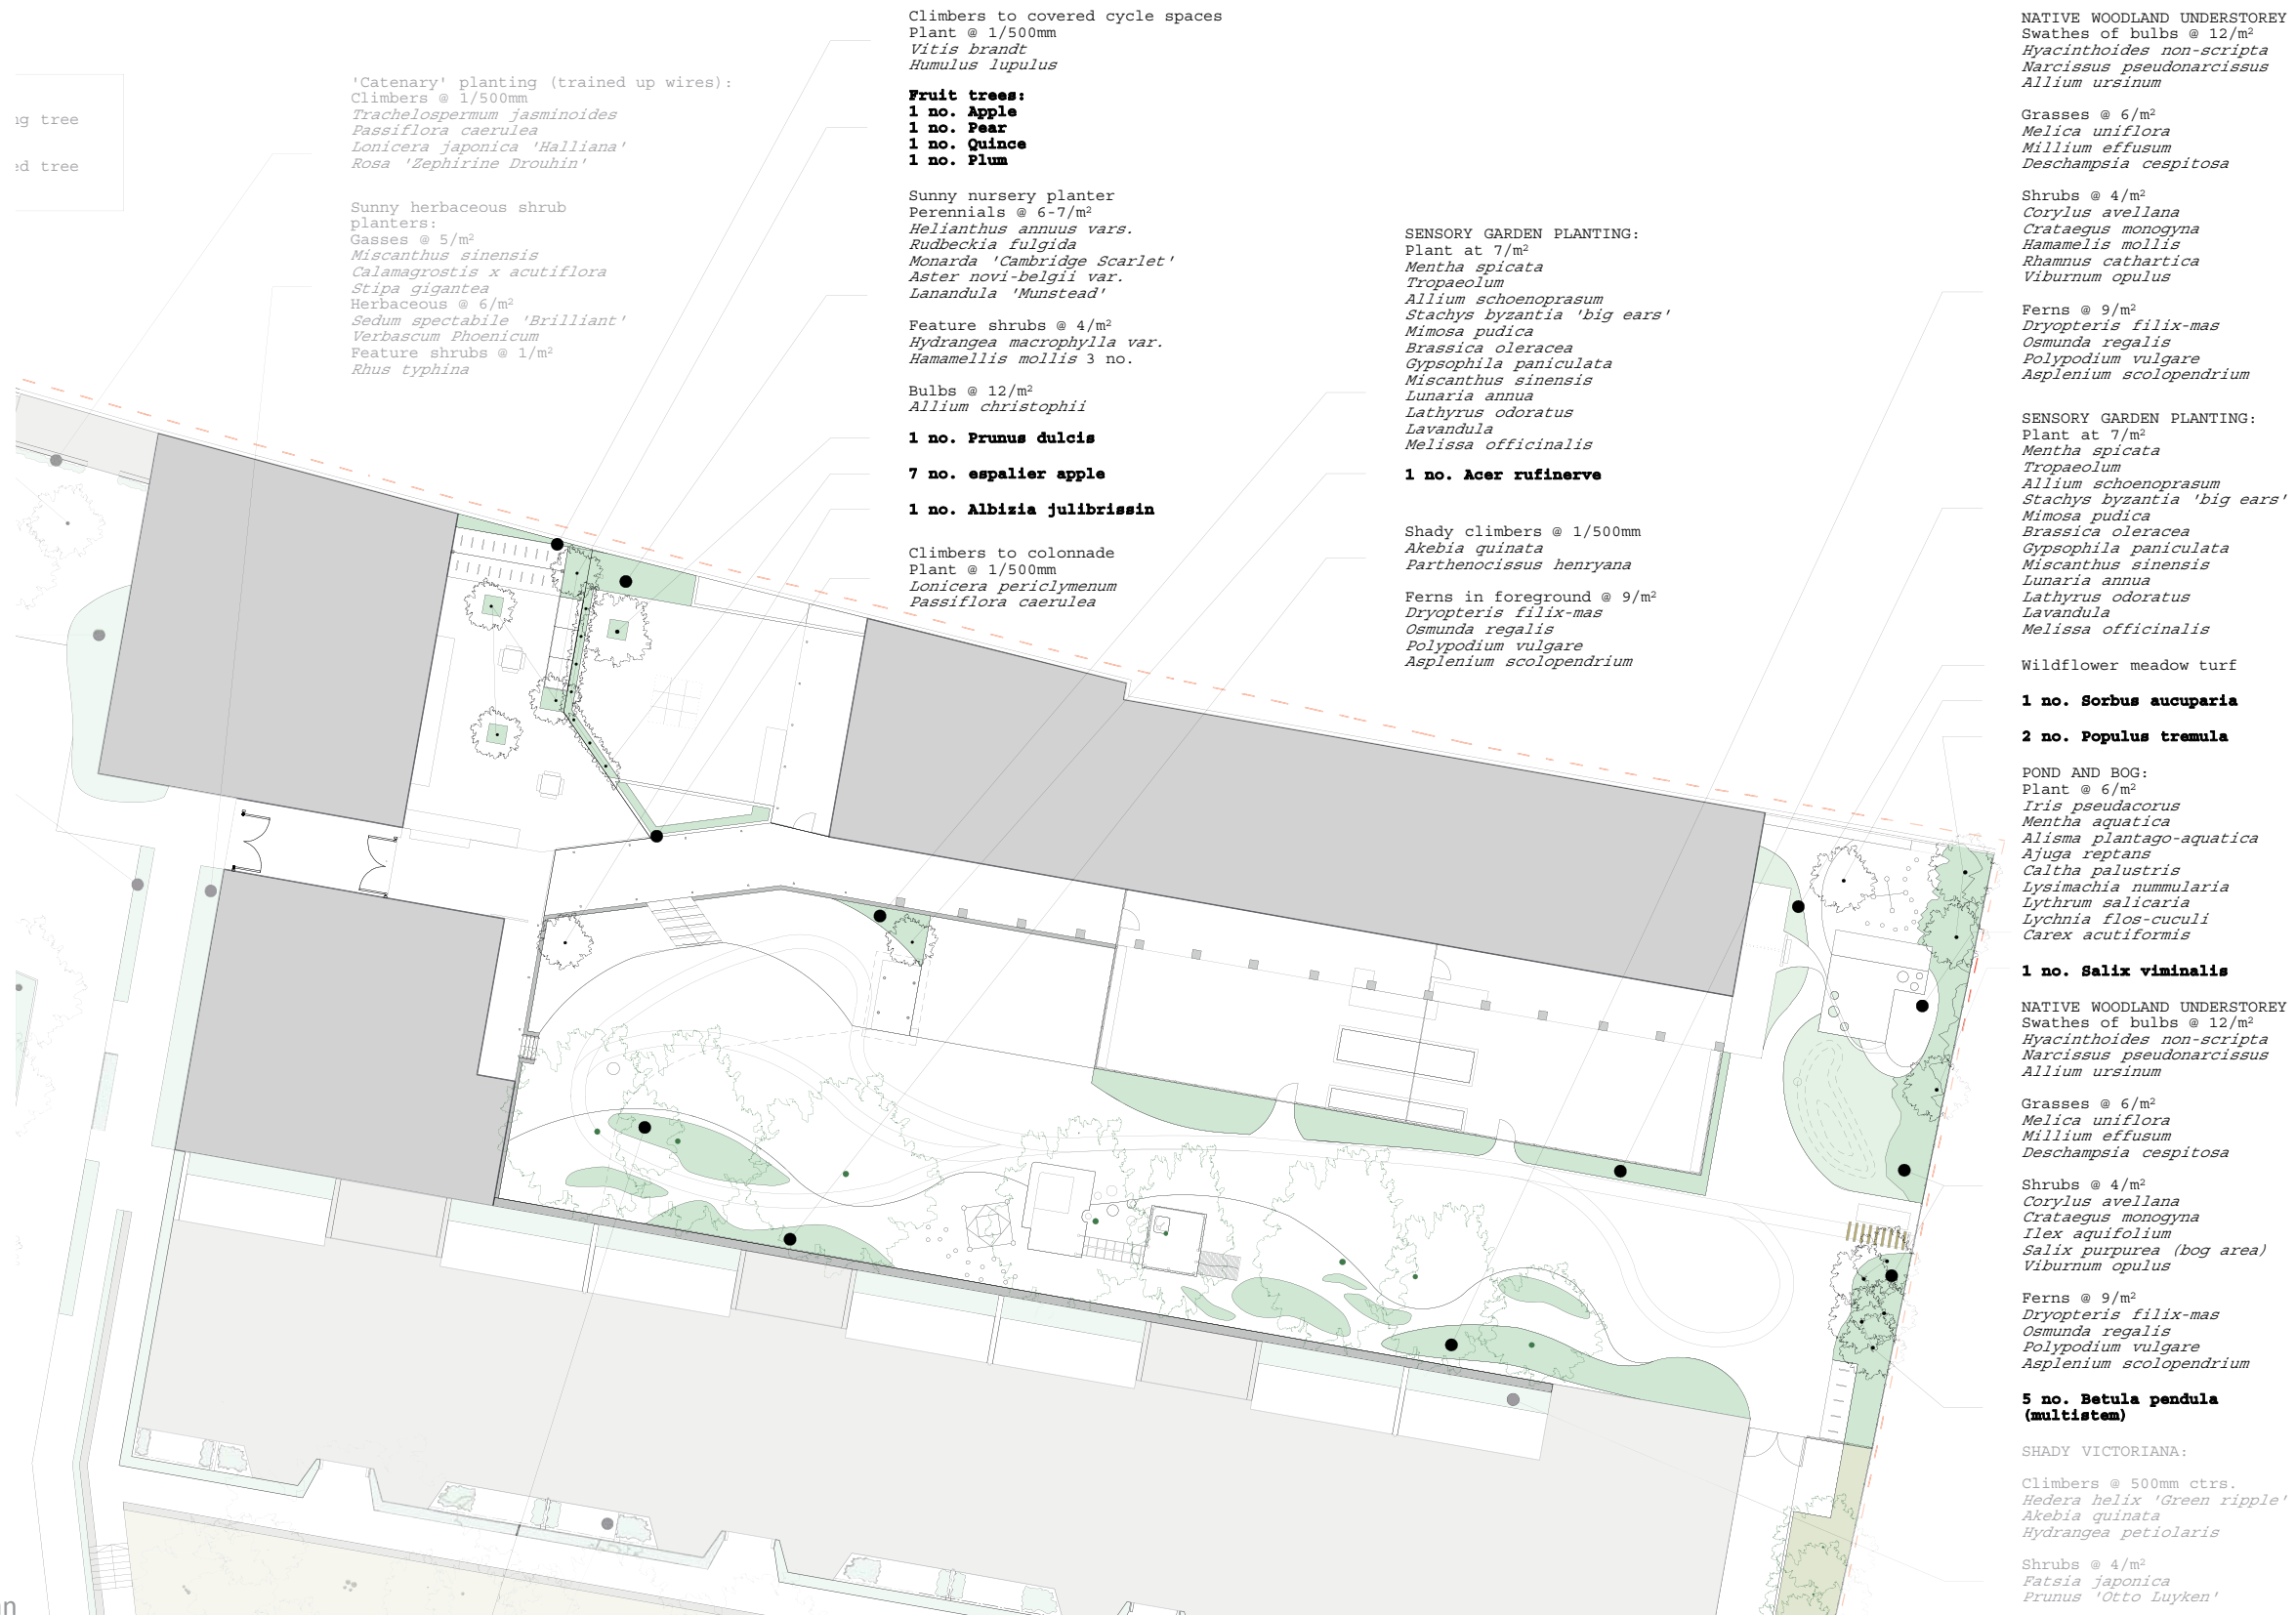 ng tree
ed tree
'Catenary' planting (trained up wires):
Climbers @ 1/500mm
Trachelospermum jasminoides
Passiflora caerulea
Lonicera japonica 'Halliana'
Rosa 'Zephirine Drouhin'
Sunny herbaceous shrub
planters:
Gasses @ 5/m²
Miscanthus sinensis
Calamagrostis x acutiflora
Stipa gigantea
Herbaceous @ 6/m²
Sedum spectabile 'Brilliant'
Verbascum Phoenicum
Feature shrubs @ 1/m²
Rhus typhina
Climbers to covered cycle spaces
Plant @ 1/500mm
Vitis brandt
Humulus lupulus
Fruit trees:
1 no. Apple
1 no. Pear
1 no. Quince
1 no. Plum
Sunny nursery planter
Perennials @ 6-7/m²
Helianthus annuus vars.
Rudbeckia fulgida
Monarda 'Cambridge Scarlet'
Aster novi-belgii var.
Lanandula 'Munstead'
Feature shrubs @ 4/m²
Hydrangea macrophylla var.
Hamamellis mollis 3 no.
Bulbs @ 12/m²
Allium christophii
1 no. Prunus dulcis
7 no. espalier apple
1 no. Albizia julibrissin
Climbers to colonnade
Plant @ 1/500mm
Lonicera periclymenum
Passiflora caerulea
SENSORY GARDEN PLANTING:
Plant at 7/m²
Mentha spicata
Tropaeolum
Allium schoenoprasum
Stachys byzantia 'big ears'
Mimosa pudica
Brassica oleracea
Gypsophila paniculata
Miscanthus sinensis
Lunaria annua
Lathyrus odoratus
Lavandula
Melissa officinalis
1 no. Acer rufinerve
Shady climbers @ 1/500mm
Akebia quinata
Parthenocissus henryana
Ferns in foreground @ 9/m²
Dryopteris filix-mas
Osmunda regalis
Polypodium vulgare
Asplenium scolopendrium
NATIVE WOODLAND UNDERSTOREY
Swathes of bulbs @ 12/m²
Hyacinthoides non-scripta
Narcissus pseudonarcissus
Allium ursinum
Grasses @ 6/m²
Melica uniflora
Millium effusum
Deschampsia cespitosa
Shrubs @ 4/m²
Corylus avellana
Crataegus monogyna
Hamamelis mollis
Rhamnus cathartica
Viburnum opulus
Ferns @ 9/m²
Dryopteris filix-mas
Osmunda regalis
Polypodium vulgare
Asplenium scolopendrium
SENSORY GARDEN PLANTING:
Plant at 7/m²
Mentha spicata
Tropaeolum
Allium schoenoprasum
Stachys byzantia 'big ears'
Mimosa pudica
Brassica oleracea
Gypsophila paniculata
Miscanthus sinensis
Lunaria annua
Lathyrus odoratus
Lavandula
Melissa officinalis
Wildflower meadow turf
1 no. Sorbus aucuparia
2 no. Populus tremula
POND AND BOG:
Plant @ 6/m²
Iris pseudacorus
Mentha aquatica
Alisma plantago-aquatica
Ajuga reptans
Caltha palustris
Lysimachia nummularia
Lythrum salicaria
Lychnia flos-cuculi
Carex acutiformis
1 no. Salix viminalis
NATIVE WOODLAND UNDERSTOREY
Swathes of bulbs @ 12/m²
Hyacinthoides non-scripta
Narcissus pseudonarcissus
Allium ursinum
Grasses @ 6/m²
Melica uniflora
Millium effusum
Deschampsia cespitosa
Shrubs @ 4/m²
Corylus avellana
Crataegus monogyna
Ilex aquifolium
Salix purpurea (bog area)
Viburnum opulus
Ferns @ 9/m²
Dryopteris filix-mas
Osmunda regalis
Polypodium vulgare
Asplenium scolopendrium
5 no. Betula pendula
(multistem)
SHADY VICTORIANA:
Climbers @ 500mm ctrs.
Hedera helix 'Green ripple'
Akebia quinata
Hydrangea petiolaris
Shrubs @ 4/m²
Fatsia japonica
Prunus 'Otto Luyken'